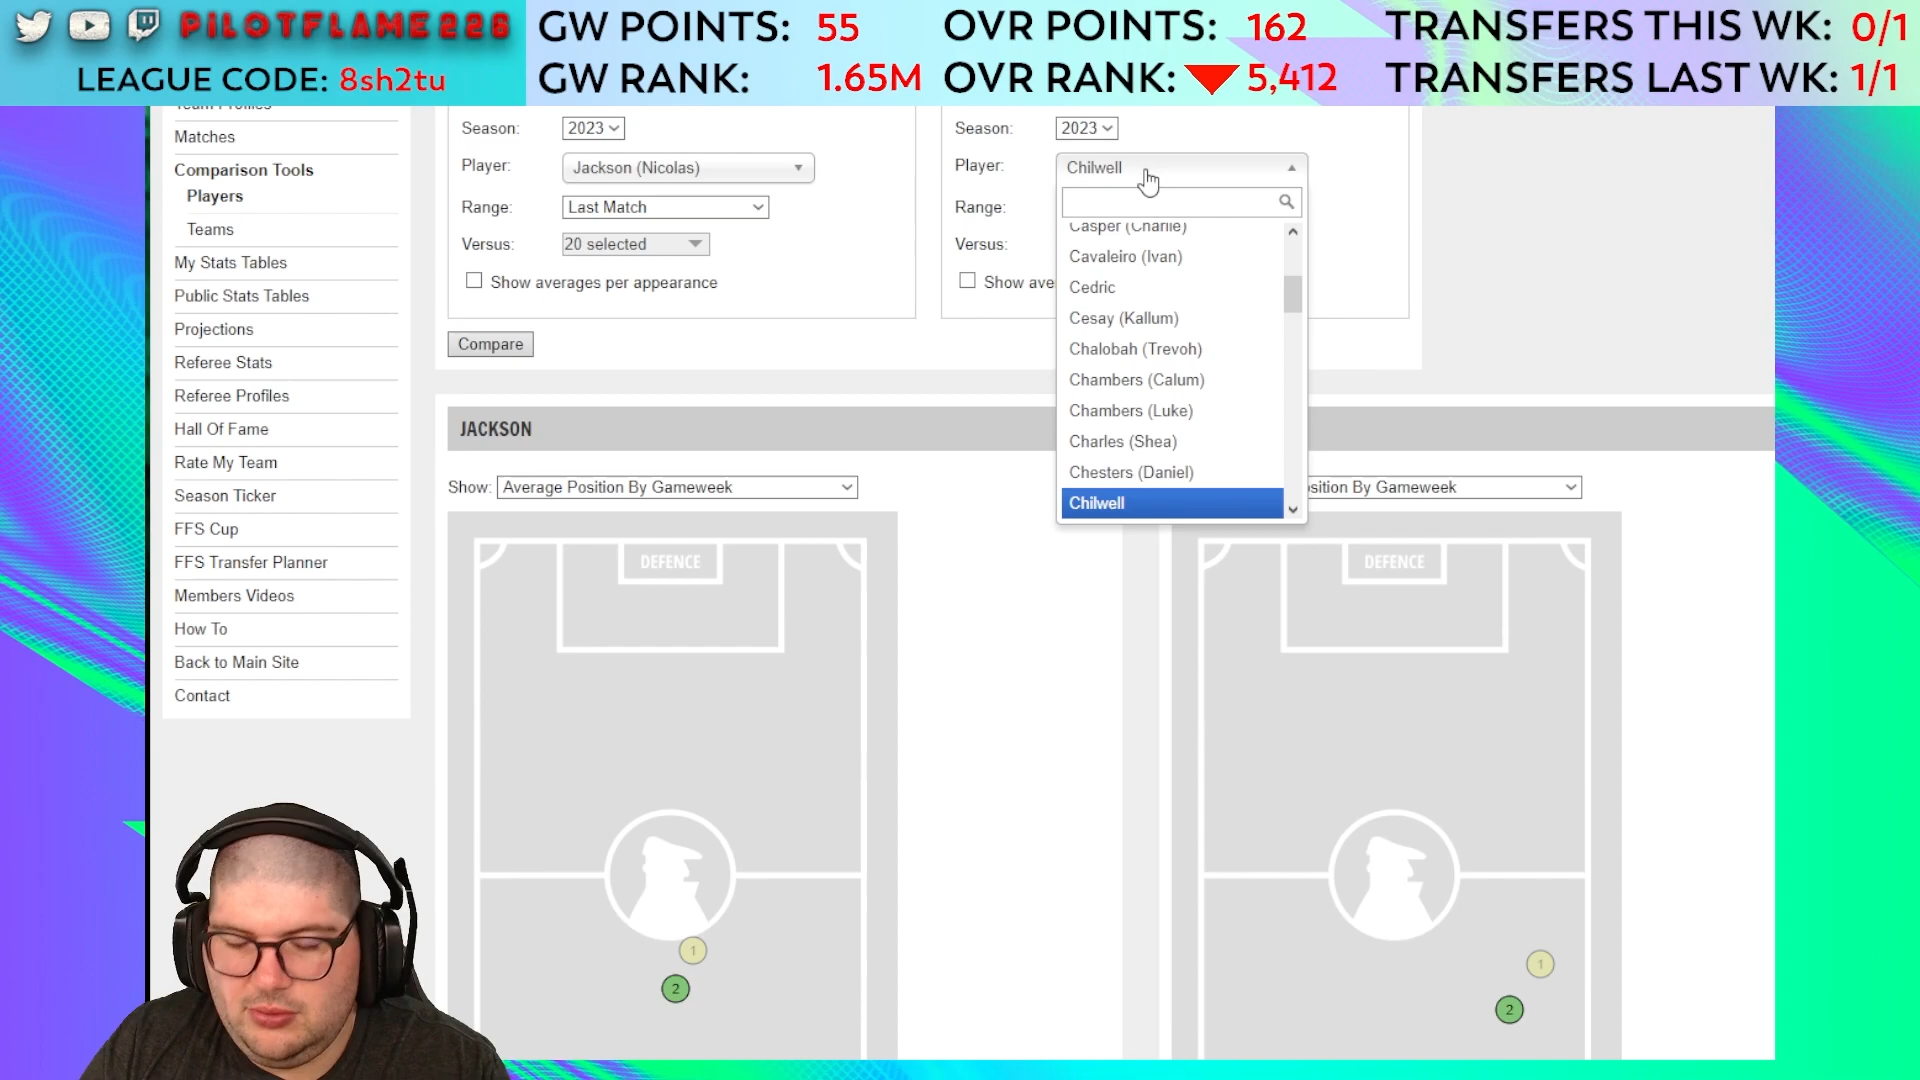 PILOTFLAME228
LEAGUE CODE: 8sh2tu
GW POINTS: 55
GW RANK: 1.65M
OVR POINTS: 162
OVR RANK: 5,412
TRANSFERS THIS WK: 0/1
TRANSFERS LAST WK: 1/1
Team Profiles
Matches
Comparison Tools
Players
Teams
My Stats Tables
Public Stats Tables
Projections
Referee Stats
Referee Profiles
Hall Of Fame
Rate My Team
Season Ticker
FFS Cup
FFS Transfer Planner
Members Videos
How To
Back to Main Site
Contact
Season: 2023
Player: Jackson (Nicolas)
Range: Last Match
Versus: 20 selected
Show averages per appearance
Compare
Season: 2023
Player: Chilwell
Range:
Versus:
Show ave
Casper (Charlie)
Cavaleiro (Ivan)
Cedric
Cesay (Kallum)
Chalobah (Trevoh)
Chambers (Calum)
Chambers (Luke)
Charles (Shea)
Chesters (Daniel)
Chilwell
JACKSON
Show: Average Position By Gameweek
sition By Gameweek
DEFENCE
1
2
DEFENCE
1
2